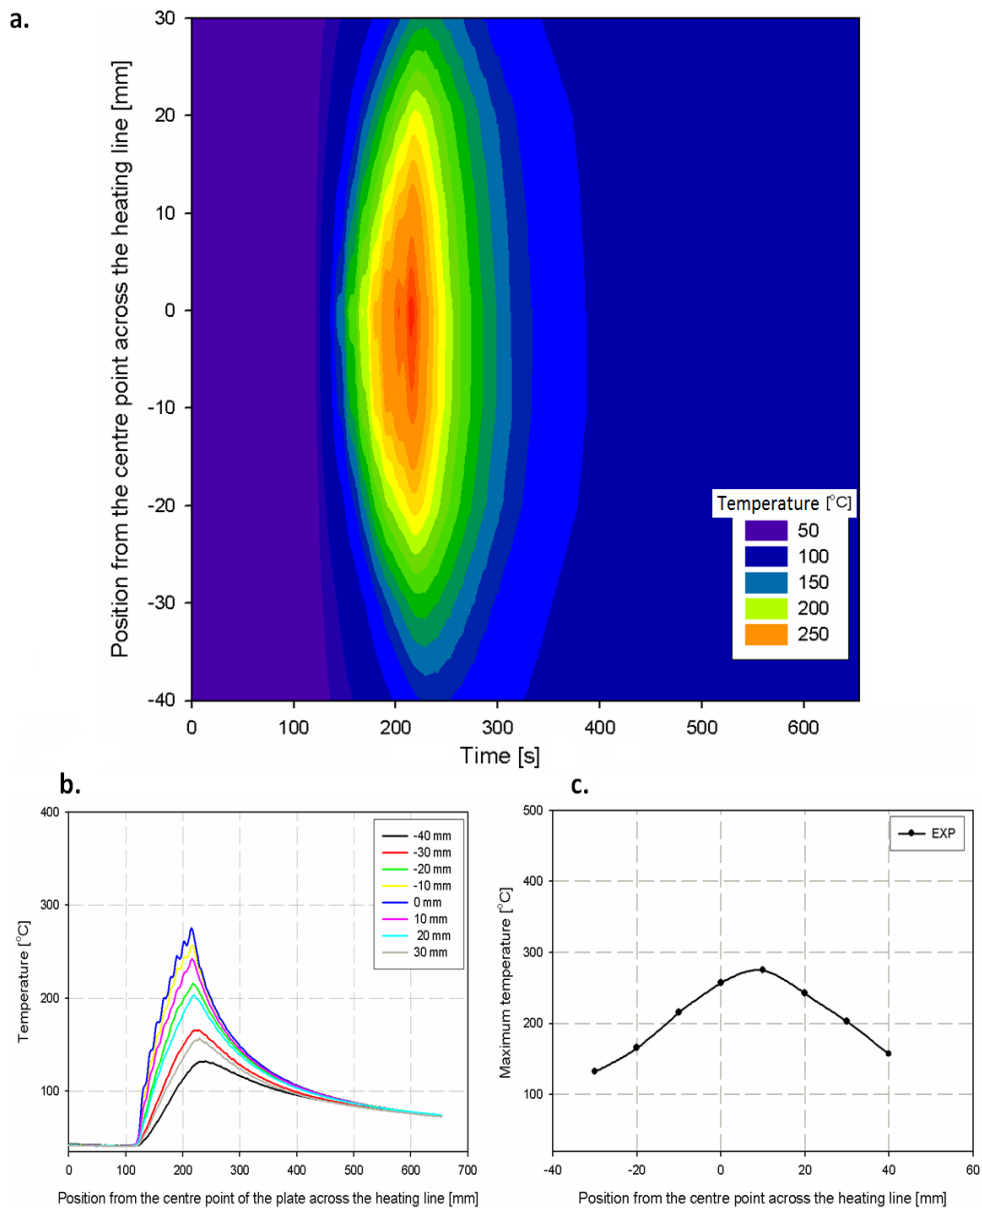 a.
Position from the centre point across the heating line [mm]
30
20
10
0
-10
-20
-30
-40
0 100 200 300 400 500 600
Time [s]
Temperature [°C]
50
100
150
200
250
b.
Temperature [°C]
400
300
200
100
0 100 200 300 400 500 600 700
Position from the centre point of the plate across the heating line [mm]
-40 mm
-30 mm
-20 mm
-10 mm
0 mm
10 mm
20 mm
30 mm
c.
Maximum temperature [°C]
500
400
300
200
100
-40 -20 0 20 40 60
Position from the centre point across the heating line [mm]
EXP